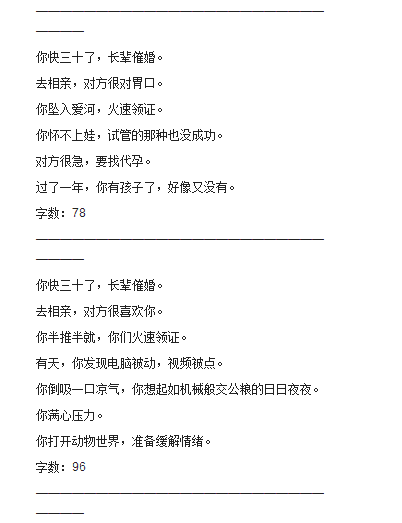 你快三十了，长辈催婚。
去相亲，对方很对胃口。
你坠入爱河，火速领证。
你怀不上娃，试管的那种也没成功。
对方很急，要找代孕。
过了一年，你有孩子了，好像又没有。
字数：78
你快三十了，长辈催婚。
去相亲，对方很喜欢你。
你半推半就，你们火速领证。
有天，你发现电脑被动，视频被点。
你倒吸一口凉气，你想起如机械般交公粮的日日夜夜。
你满心压力。
你打开动物世界，准备缓解情绪。
字数：96